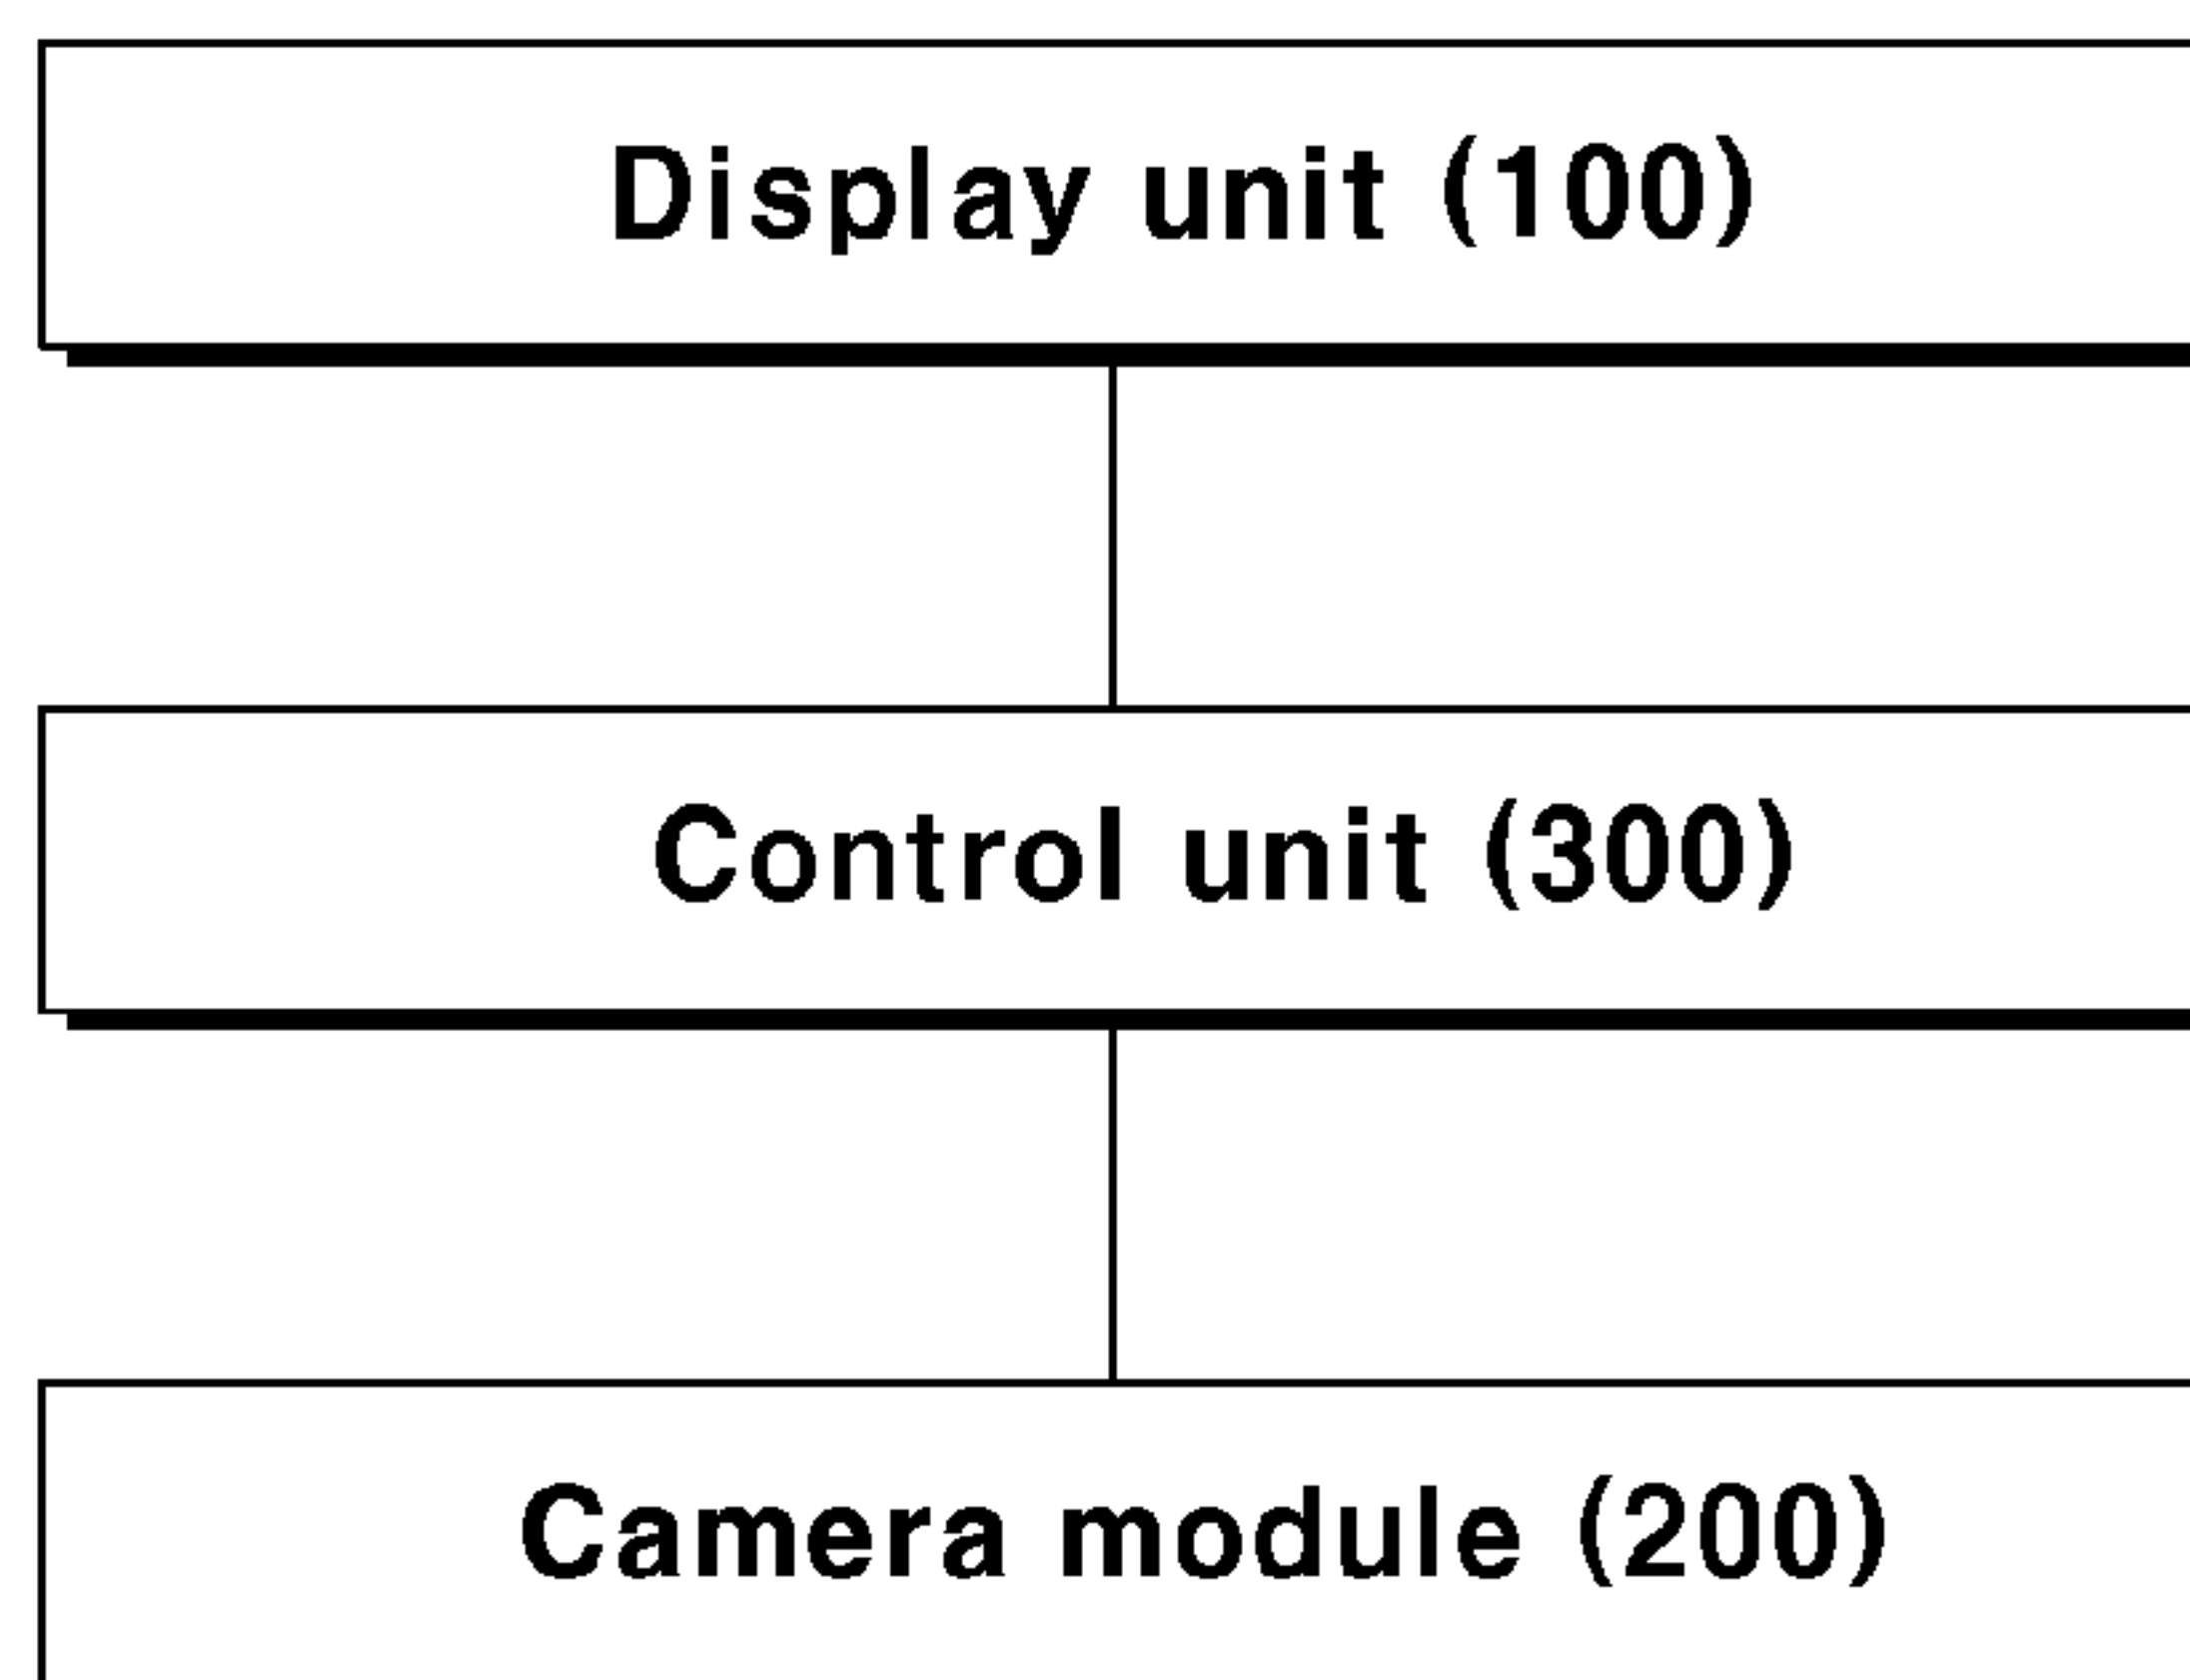 Display unit (100)
Control unit (300)
Camera module (200)